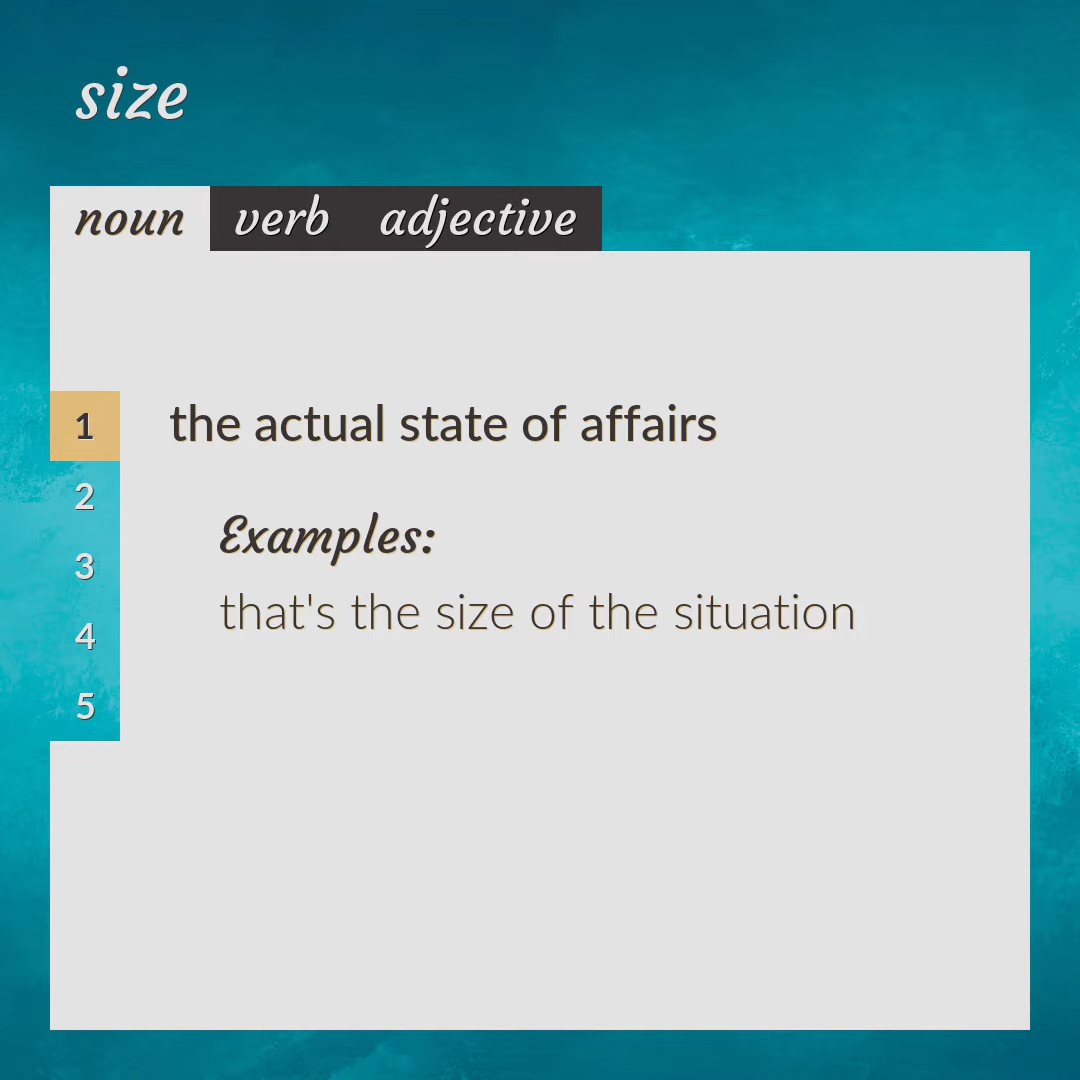 size
noun verb adjective
1 the actual state of affairs
2
Examples:
3
that's the size of the situation
4
5